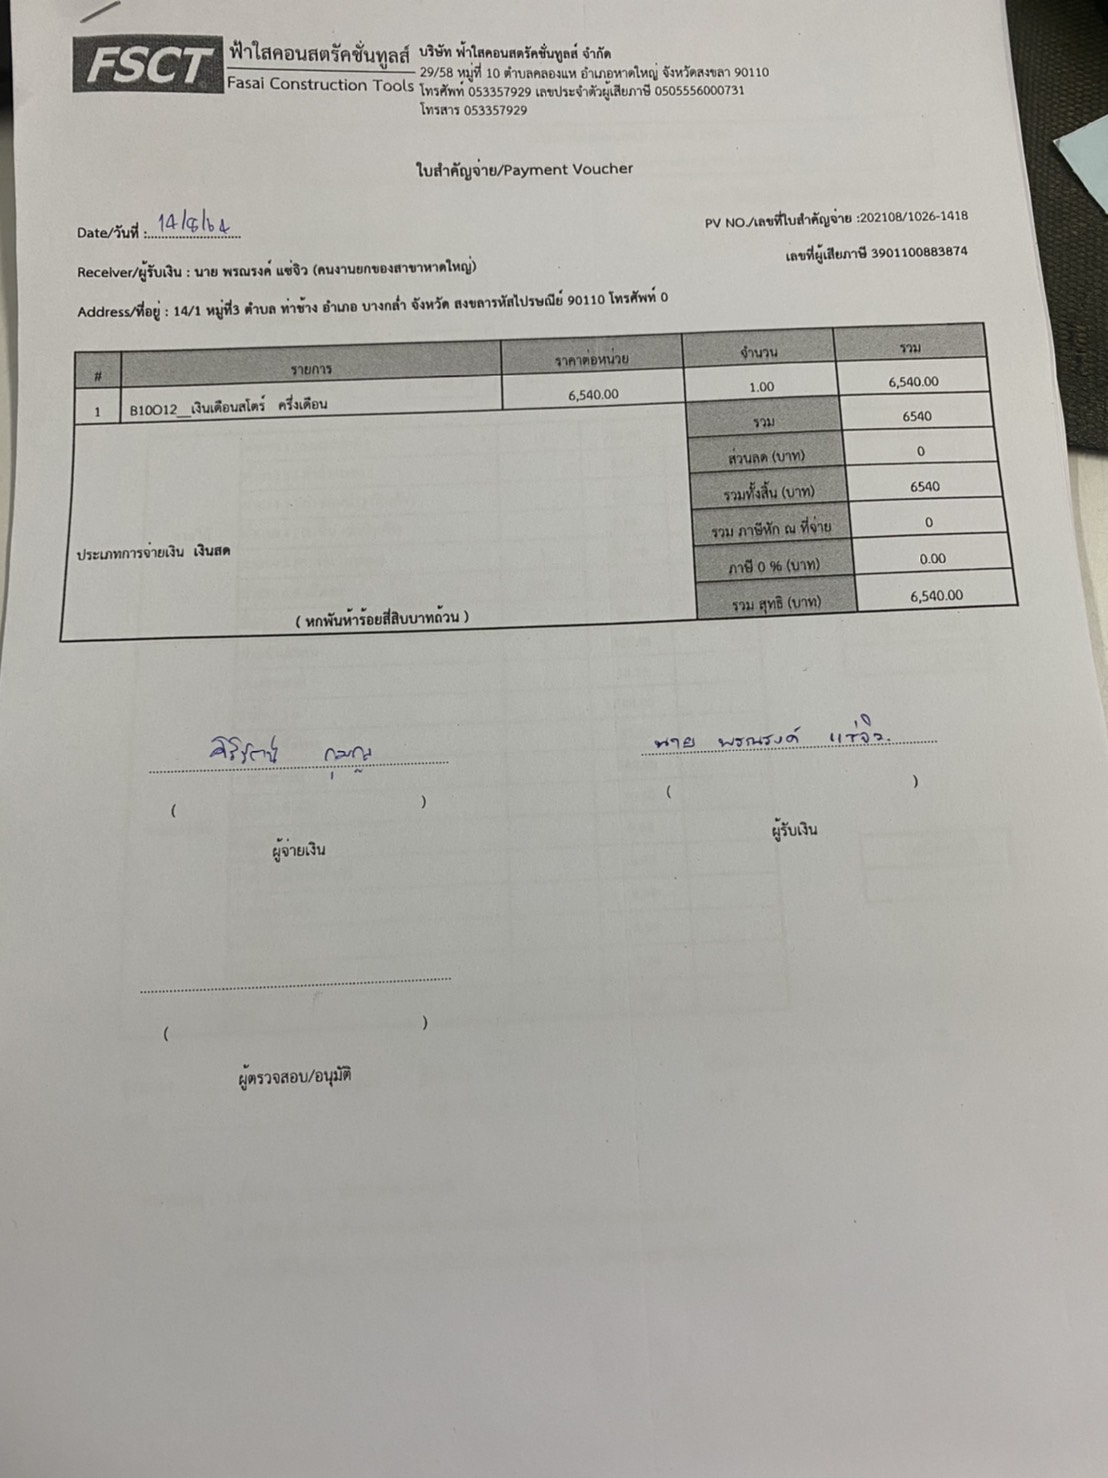 FSCT
ฟ้าใสคอนสตรัคชั่นทูลส์
Fasai Construction Tools
บริษัท ฟ้าใสคอนสตรัคชั่นทูลส์ จำกัด
29/58 หมู่ที่ 10 ตำบลคลองแห อำเภอหาดใหญ่ จังหวัดสงขลา 90110
โทรศัพท์ 053357929 เลขประจำตัวผู้เสียภาษี 0505556000731
โทรสาร 053357929
ใบสำคัญจ่าย/Payment Voucher
Date/วันที่ : 14/8/64
PV NO./เลขที่ใบสำคัญจ่าย :202108/1026-1418
Receiver/ผู้รับเงิน : นาย พรณรงค์ แซ่จิว (คนงานยกของสาขาหาดใหญ่)
เลขที่ผู้เสียภาษี 3901100883874
Address/ที่อยู่ : 14/1 หมู่ที่3 ตำบล ท่าช้าง อำเภอ บางกล่ำ จังหวัด สงขลารหัสไปรษณีย์ 90110 โทรศัพท์ 0
# รายการ ราคาต่อหน่วย จำนวน รวม
1 B10O12__เงินเดือนสโตร์ ครึ่งเดือน 6,540.00 1.00 6,540.00
รวม 6540
ส่วนลด (บาท) 0
รวมทั้งสิ้น (บาท) 6540
รวม ภาษีหัก ณ ที่จ่าย 0
ประเภทการจ่ายเงิน เงินสด
ภาษี 0 % (บาท) 0.00
( หกพันห้าร้อยสี่สิบบาทถ้วน )
รวม สุทธิ (บาท) 6,540.00
นาย พรณรงค์ แซ่จิว
( ) ( )
ผู้จ่ายเงิน ผู้รับเงิน
( )
ผู้ตรวจสอบ/อนุมัติ